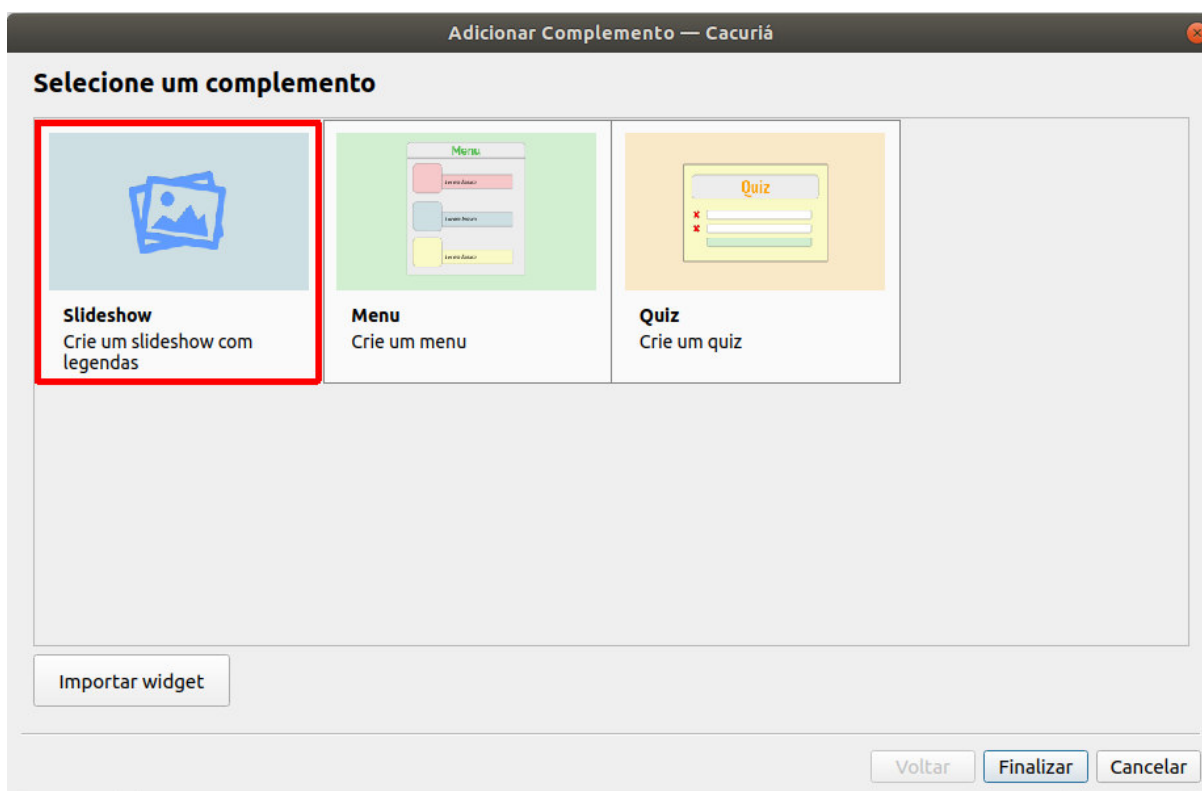 Adicionar Complemento — Cacuriá
Selecione um complemento
Menu
Quiz
Slideshow
Crie um slideshow com
legendas
Menu
Crie um menu
Quiz
Crie um quiz
Importar widget
Voltar
Finalizar
Cancelar